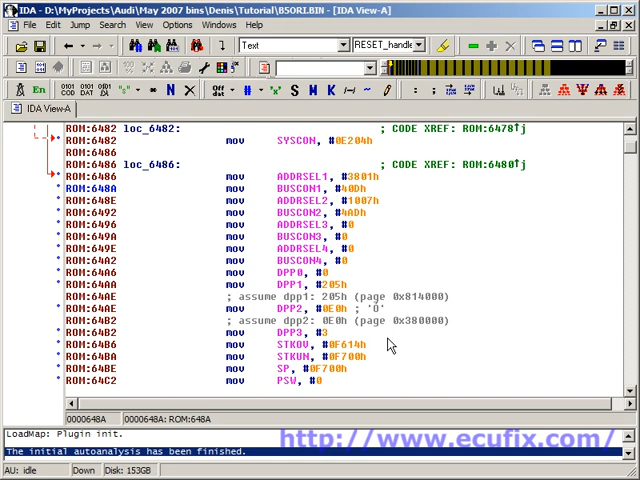 IDA - D:\MyProjects\Audi\May 2007 bins\Denis\Tutorial\B5ORI.BIN - [IDA View-A]
File Edit Jump Search View Options Windows Help
Text RESET_handle
En 0101 COD 0101 DAT "s" N Off dat # 'x' S M K
IDA View-A
ROM:6482 loc_6482: ; CODE XREF: ROM:6478↑j
ROM:6482 mov SYSCON, #0E204h
ROM:6486
ROM:6486 loc_6486: ; CODE XREF: ROM:6480↑j
ROM:6486 mov ADDRSEL1, #3801h
ROM:648A mov BUSCON1, #40Dh
ROM:648E mov ADDRSEL2, #1007h
ROM:6492 mov BUSCON2, #4ADh
ROM:6496 mov ADDRSEL3, #0
ROM:649A mov BUSCON3, #0
ROM:649E mov ADDRSEL4, #0
ROM:64A2 mov BUSCON4, #0
ROM:64A6 mov DPP0, #0
ROM:64AA mov DPP1, #205h
ROM:64AE ; assume dpp1: 205h (page 0x814000)
ROM:64AE mov DPP2, #0E0h ; 'Ó'
ROM:64B2 ; assume dpp2: 0E0h (page 0x380000)
ROM:64B2 mov DPP3, #3
ROM:64B6 mov STKOV, #0F614h
ROM:64BA mov STKUN, #0F700h
ROM:64BE mov SP, #0F700h
ROM:64C2 mov PSW, #0
0000648A 0000648A: ROM:648A
LoadMap: Plugin init.
The initial autoanalysis has been finished.
http://www.ecufix.com/
AU: idle Down Disk: 153GB